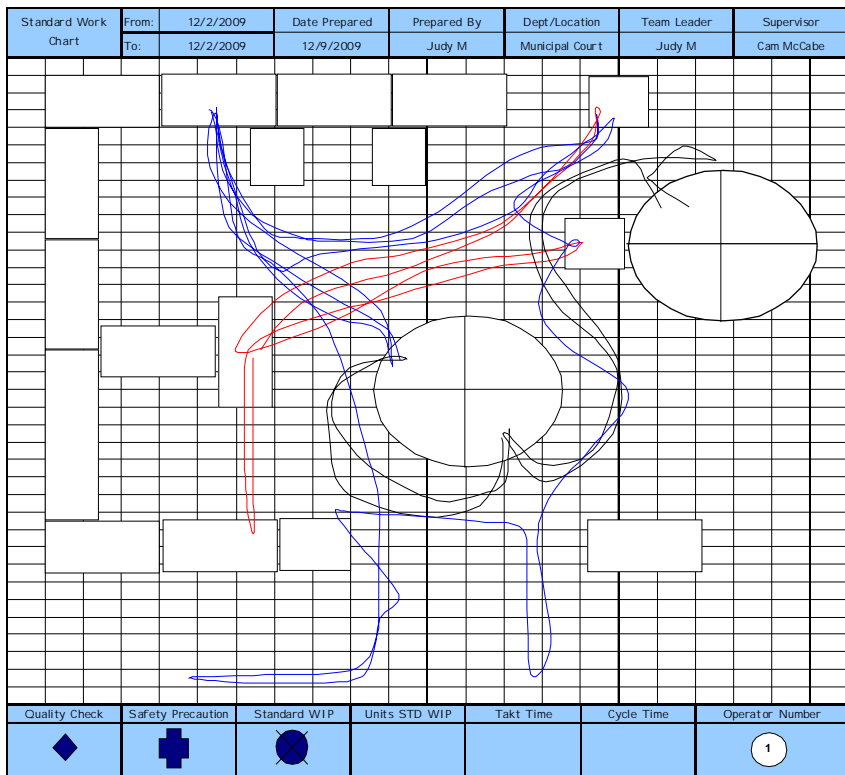 Standard Work Chart
From: 12/2/2009
To: 12/2/2009
Date Prepared
12/9/2009
Prepared By
Judy M
Dept/Location
Municipal Court
Team Leader
Judy M
Supervisor
Cam McCabe
Quality Check
Safety Precaution
Standard WIP
Units STD WIP
Takt Time
Cycle Time
Operator Number
1